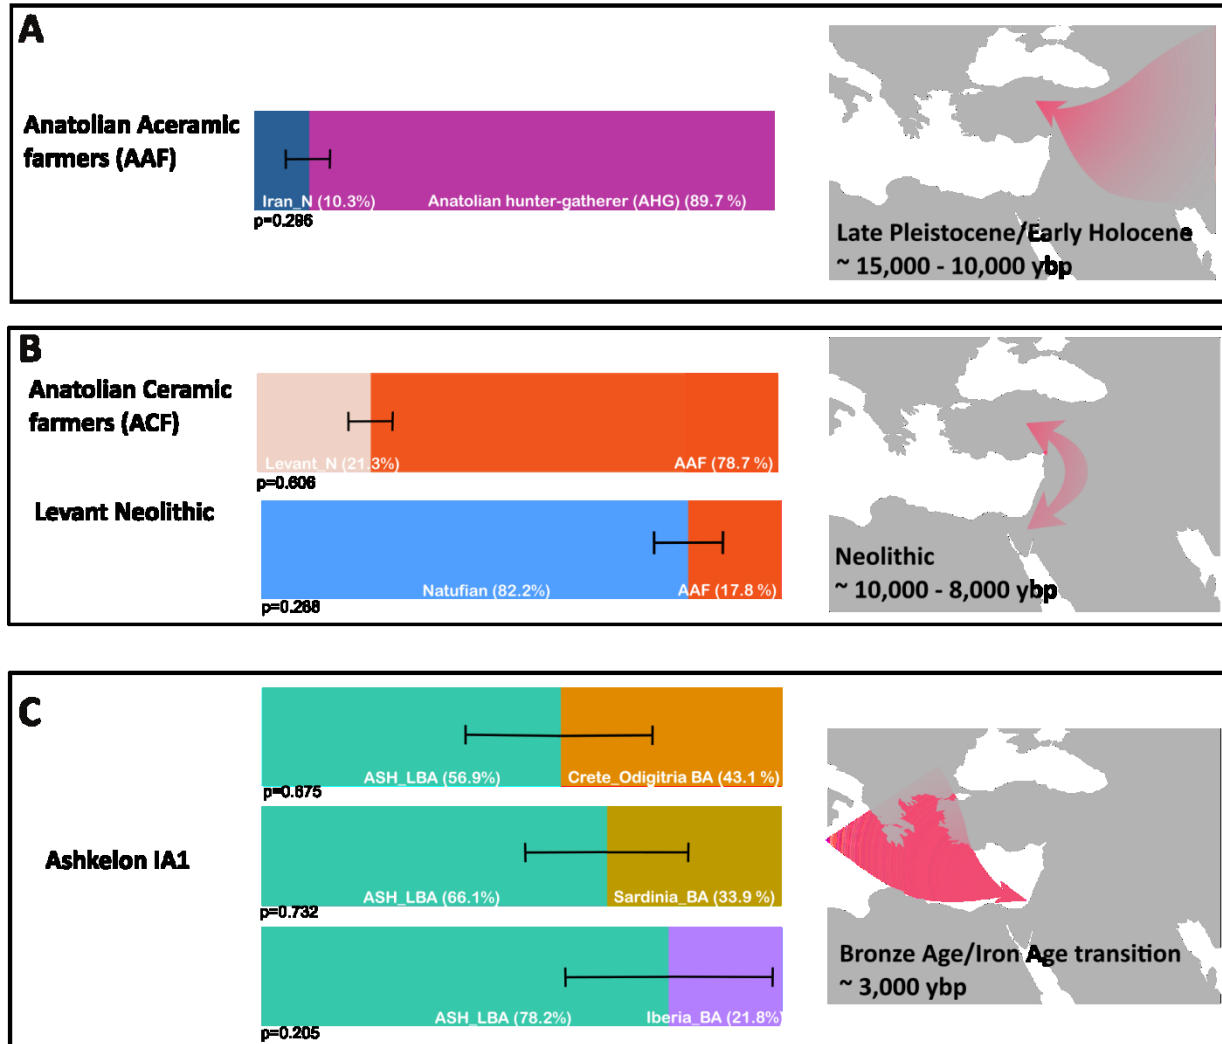 A
Anatolian Aceramic
farmers (AAF)
Iran_N (10.3%)
Anatolian hunter-gatherer (AHG) (89.7 %)
p=0.286
Late Pleistocene/Early Holocene
~ 15,000 - 10,000 ybp
B
Anatolian Ceramic
farmers (ACF)
Levant_N (21.3%)
AAF (78.7 %)
p=0.606
Levant Neolithic
Natufian (82.2%)
AAF (17.8 %)
p=0.268
Neolithic
~ 10,000 - 8,000 ybp
C
ASH_LBA (56.9%)
Crete_Odigitria BA (43.1 %)
p=0.675
Ashkelon IA1
ASH_LBA (66.1%)
Sardinia_BA (33.9 %)
p=0.732
ASH_LBA (78.2%)
Iberia_BA (21.8%)
p=0.205
Bronze Age/Iron Age transition
~ 3,000 ybp